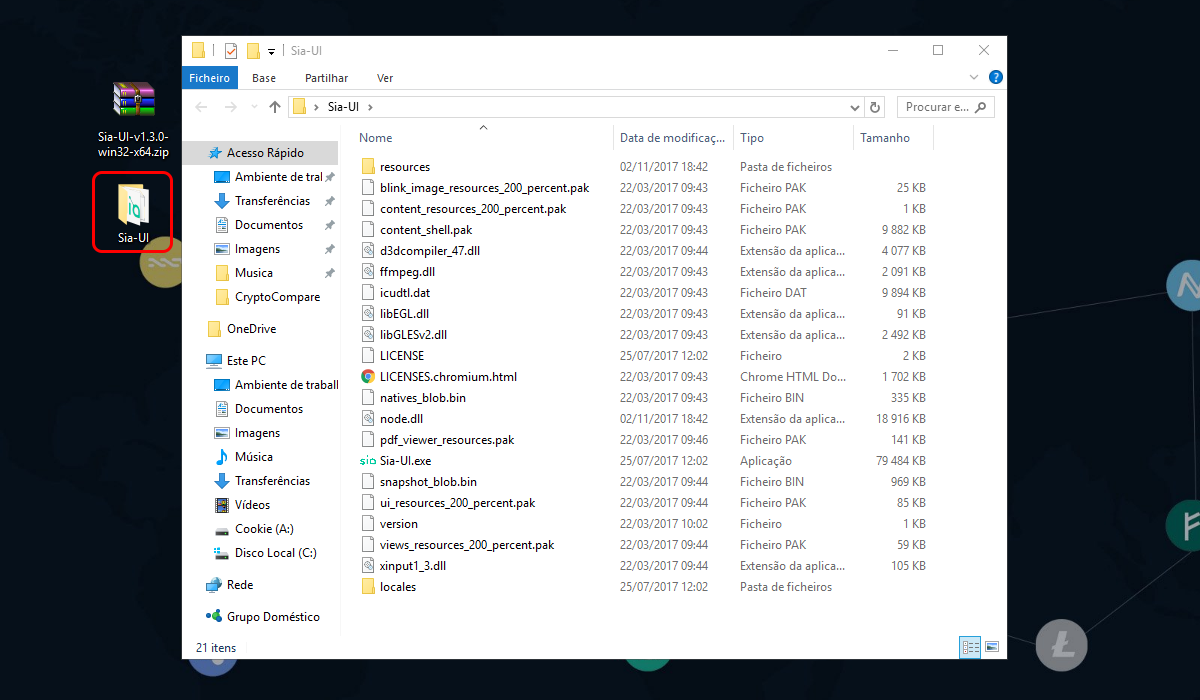 Sia-UI-v1.3.0-
win32-x64.zip
Sia-UI
Sia-UI
Ficheiro Base Partilhar Ver
Sia-UI
Procurar e...
Acesso Rápido
Ambiente de tral
Transferências
Documentos
Imagens
Musica
CryptoCompare
OneDrive
Este PC
Ambiente de traball
Documentos
Imagens
Música
Transferências
Vídeos
Cookie (A:)
Disco Local (C:)
Rede
Grupo Doméstico
Nome Data de modificaç... Tipo Tamanho
resources 02/11/2017 18:42 Pasta de ficheiros
blink_image_resources_200_percent.pak 22/03/2017 09:43 Ficheiro PAK 25 KB
content_resources_200_percent.pak 22/03/2017 09:43 Ficheiro PAK 1 KB
content_shell.pak 22/03/2017 09:43 Ficheiro PAK 9 882 KB
d3dcompiler_47.dll 22/03/2017 09:44 Extensão da aplica... 4 077 KB
ffmpeg.dll 22/03/2017 09:43 Extensão da aplica... 2 091 KB
icudtl.dat 22/03/2017 09:43 Ficheiro DAT 9 894 KB
libEGL.dll 22/03/2017 09:43 Extensão da aplica... 91 KB
libGLESv2.dll 22/03/2017 09:44 Extensão da aplica... 2 492 KB
LICENSE 25/07/2017 12:02 Ficheiro 2 KB
LICENSES.chromium.html 22/03/2017 09:43 Chrome HTML Do... 1 702 KB
natives_blob.bin 22/03/2017 09:43 Ficheiro BIN 335 KB
node.dll 02/11/2017 18:42 Extensão da aplica... 18 916 KB
pdf_viewer_resources.pak 22/03/2017 09:46 Ficheiro PAK 141 KB
sia Sia-UI.exe 25/07/2017 12:02 Aplicação 79 484 KB
snapshot_blob.bin 22/03/2017 09:44 Ficheiro BIN 969 KB
ui_resources_200_percent.pak 22/03/2017 09:44 Ficheiro PAK 85 KB
version 22/03/2017 10:02 Ficheiro 1 KB
views_resources_200_percent.pak 22/03/2017 09:44 Ficheiro PAK 59 KB
xinput1_3.dll 22/03/2017 09:44 Extensão da aplica... 105 KB
locales 25/07/2017 12:02 Pasta de ficheiros
21 itens